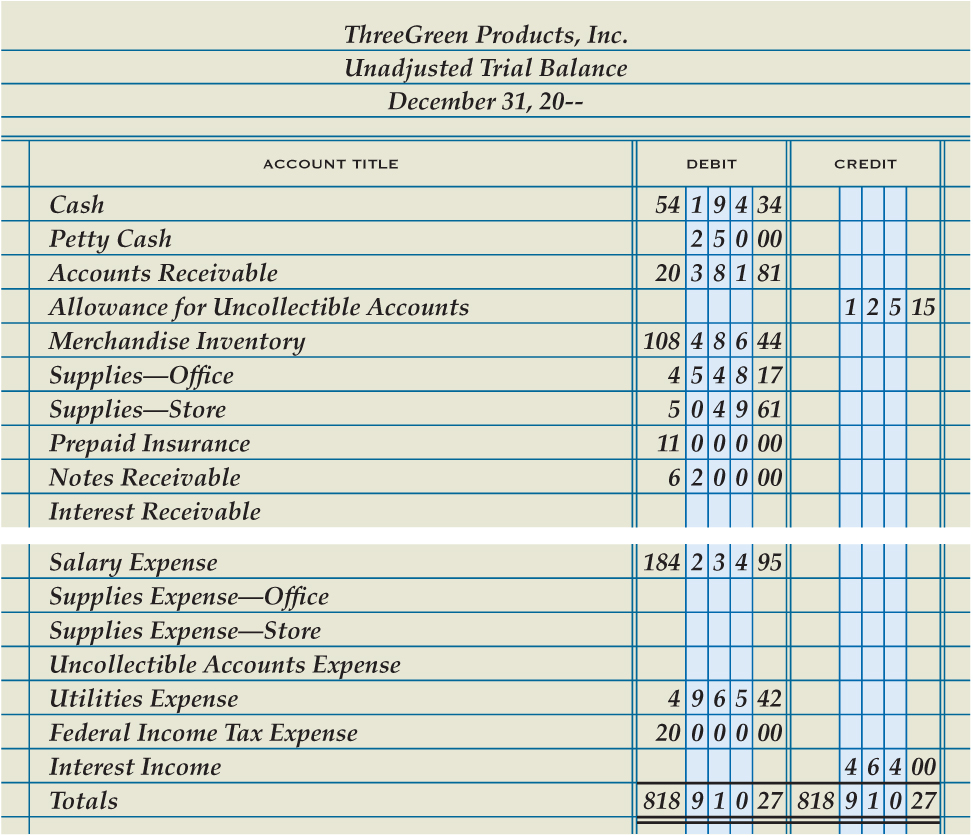 ThreeGreen Products, Inc.
Unadjusted Trial Balance
December 31, 20--
ACCOUNT TITLE DEBIT CREDIT
Cash 54 1 9 4 34
Petty Cash 2 5 0 00
Accounts Receivable 20 3 8 1 81
Allowance for Uncollectible Accounts 1 2 5 15
Merchandise Inventory 108 4 8 6 44
Supplies—Office 4 5 4 8 17
Supplies—Store 5 0 4 9 61
Prepaid Insurance 11 0 0 0 00
Notes Receivable 6 2 0 0 00
Interest Receivable
Salary Expense 184 2 3 4 95
Supplies Expense—Office
Supplies Expense—Store
Uncollectible Accounts Expense
Utilities Expense 4 9 6 5 42
Federal Income Tax Expense 20 0 0 0 00
Interest Income 4 6 4 00
Totals 818 9 1 0 27 818 9 1 0 27